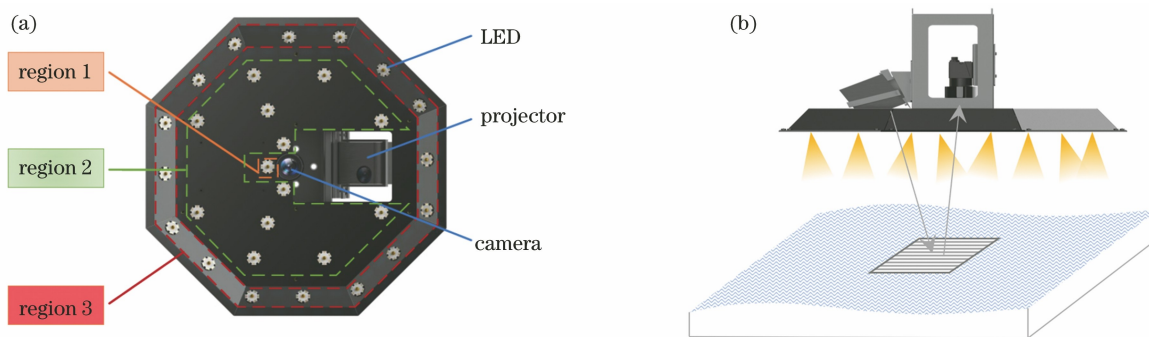 (a)
(b)
LED
region 1
projector
region 2
camera
region 3